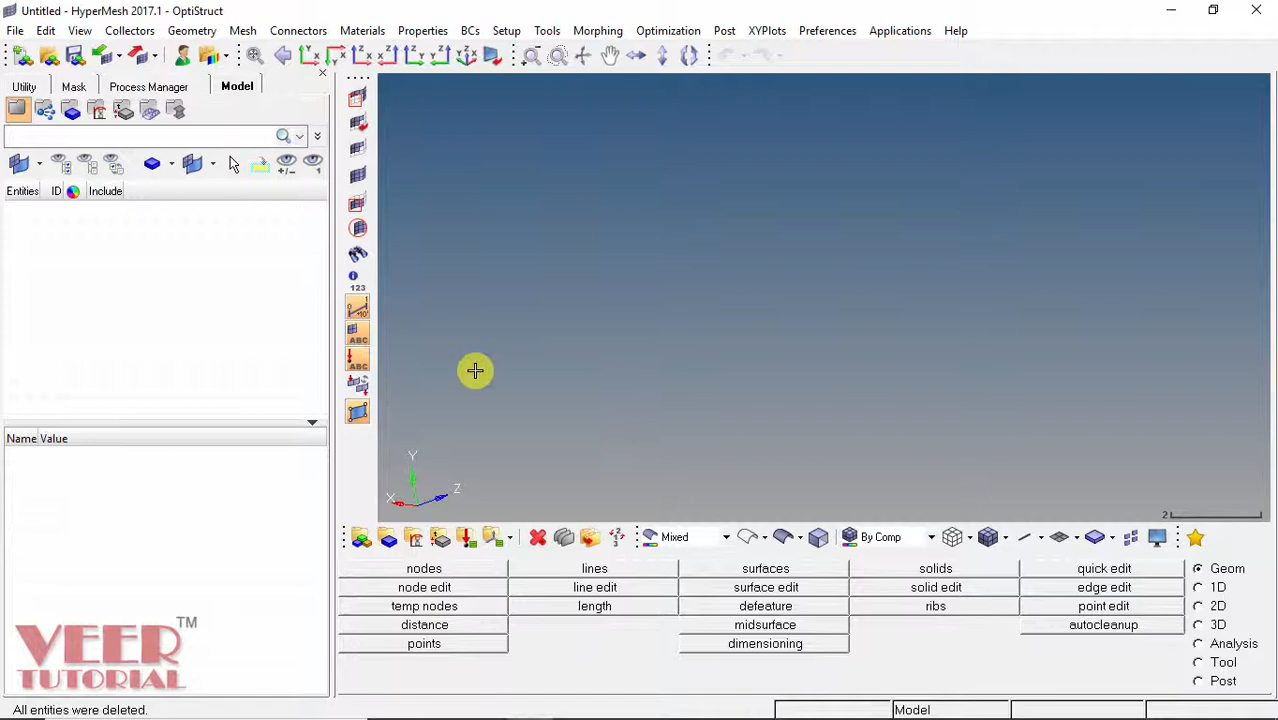 Untitled - HyperMesh 2017.1 - OptiStruct
File Edit View Collectors Geometry Mesh Connectors Materials Properties BCs Setup Tools Morphing Optimization Post XYPlots Preferences Applications Help
Utility Mask Process Manager Model
Entities ID Include
Name Value
123
ABC
ABC
Y
X Z
2
Mixed By Comp
nodes lines surfaces solids quick edit Geom
node edit line edit surface edit solid edit edge edit 1D
temp nodes length defeature ribs point edit 2D
distance midsurface autocleanup 3D
points dimensioning Analysis
Tool
Post
VEER TM
TUTORIAL
All entities were deleted. Model